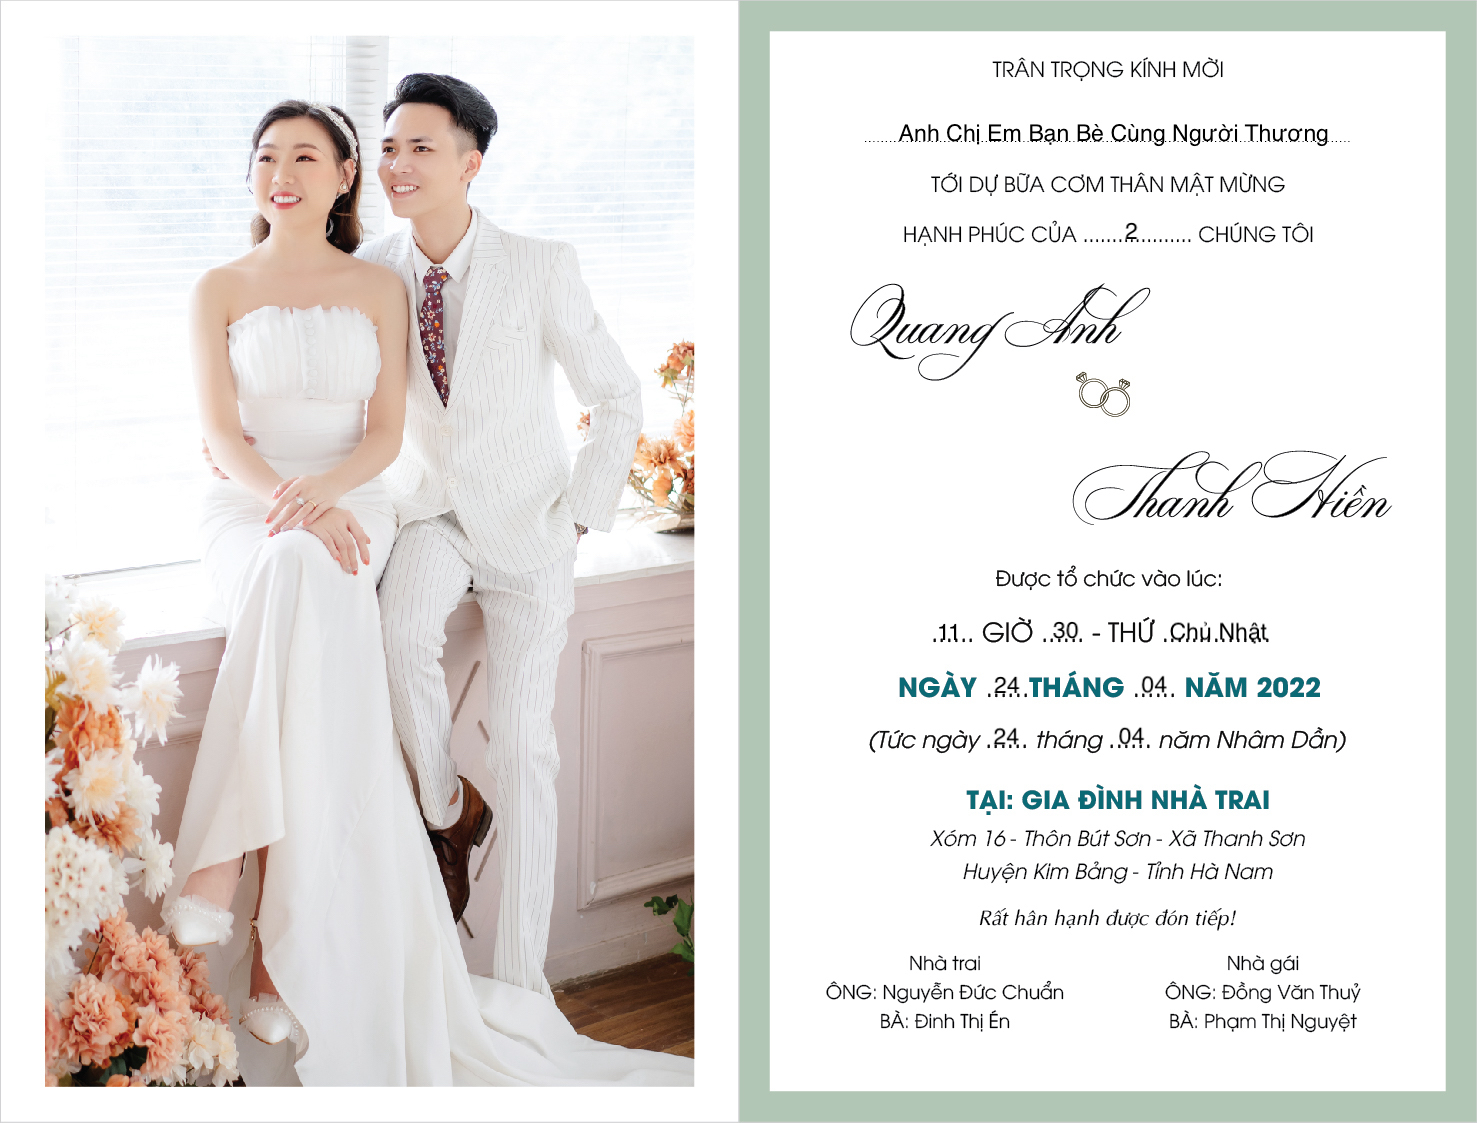 TRÂN TRỌNG KÍNH MỜI
Anh Chị Em Bạn Bè Cùng Người Thương
TỚI DỰ BỮA CƠM THÂN MẬT MỪNG
HẠNH PHÚC CỦA ........2.......... CHÚNG TÔI
Quang Anh
Thanh Hiền
Được tổ chức vào lúc:
.11.. GIỜ ..30.. - THỨ ..Chủ Nhật
NGÀY ..24..THÁNG ..04.. NĂM 2022
(Tức ngày ..24.. tháng ..04.. năm Nhâm Dần)
TẠI: GIA ĐÌNH NHÀ TRAI
Xóm 16 - Thôn Bút Sơn - Xã Thanh Sơn
Huyện Kim Bảng - Tỉnh Hà Nam
Rất hân hạnh được đón tiếp!
Nhà trai
ÔNG: Nguyễn Đức Chuẩn
BÀ: Đinh Thị Én
Nhà gái
ÔNG: Đồng Văn Thuỷ
BÀ: Phạm Thị Nguyệt